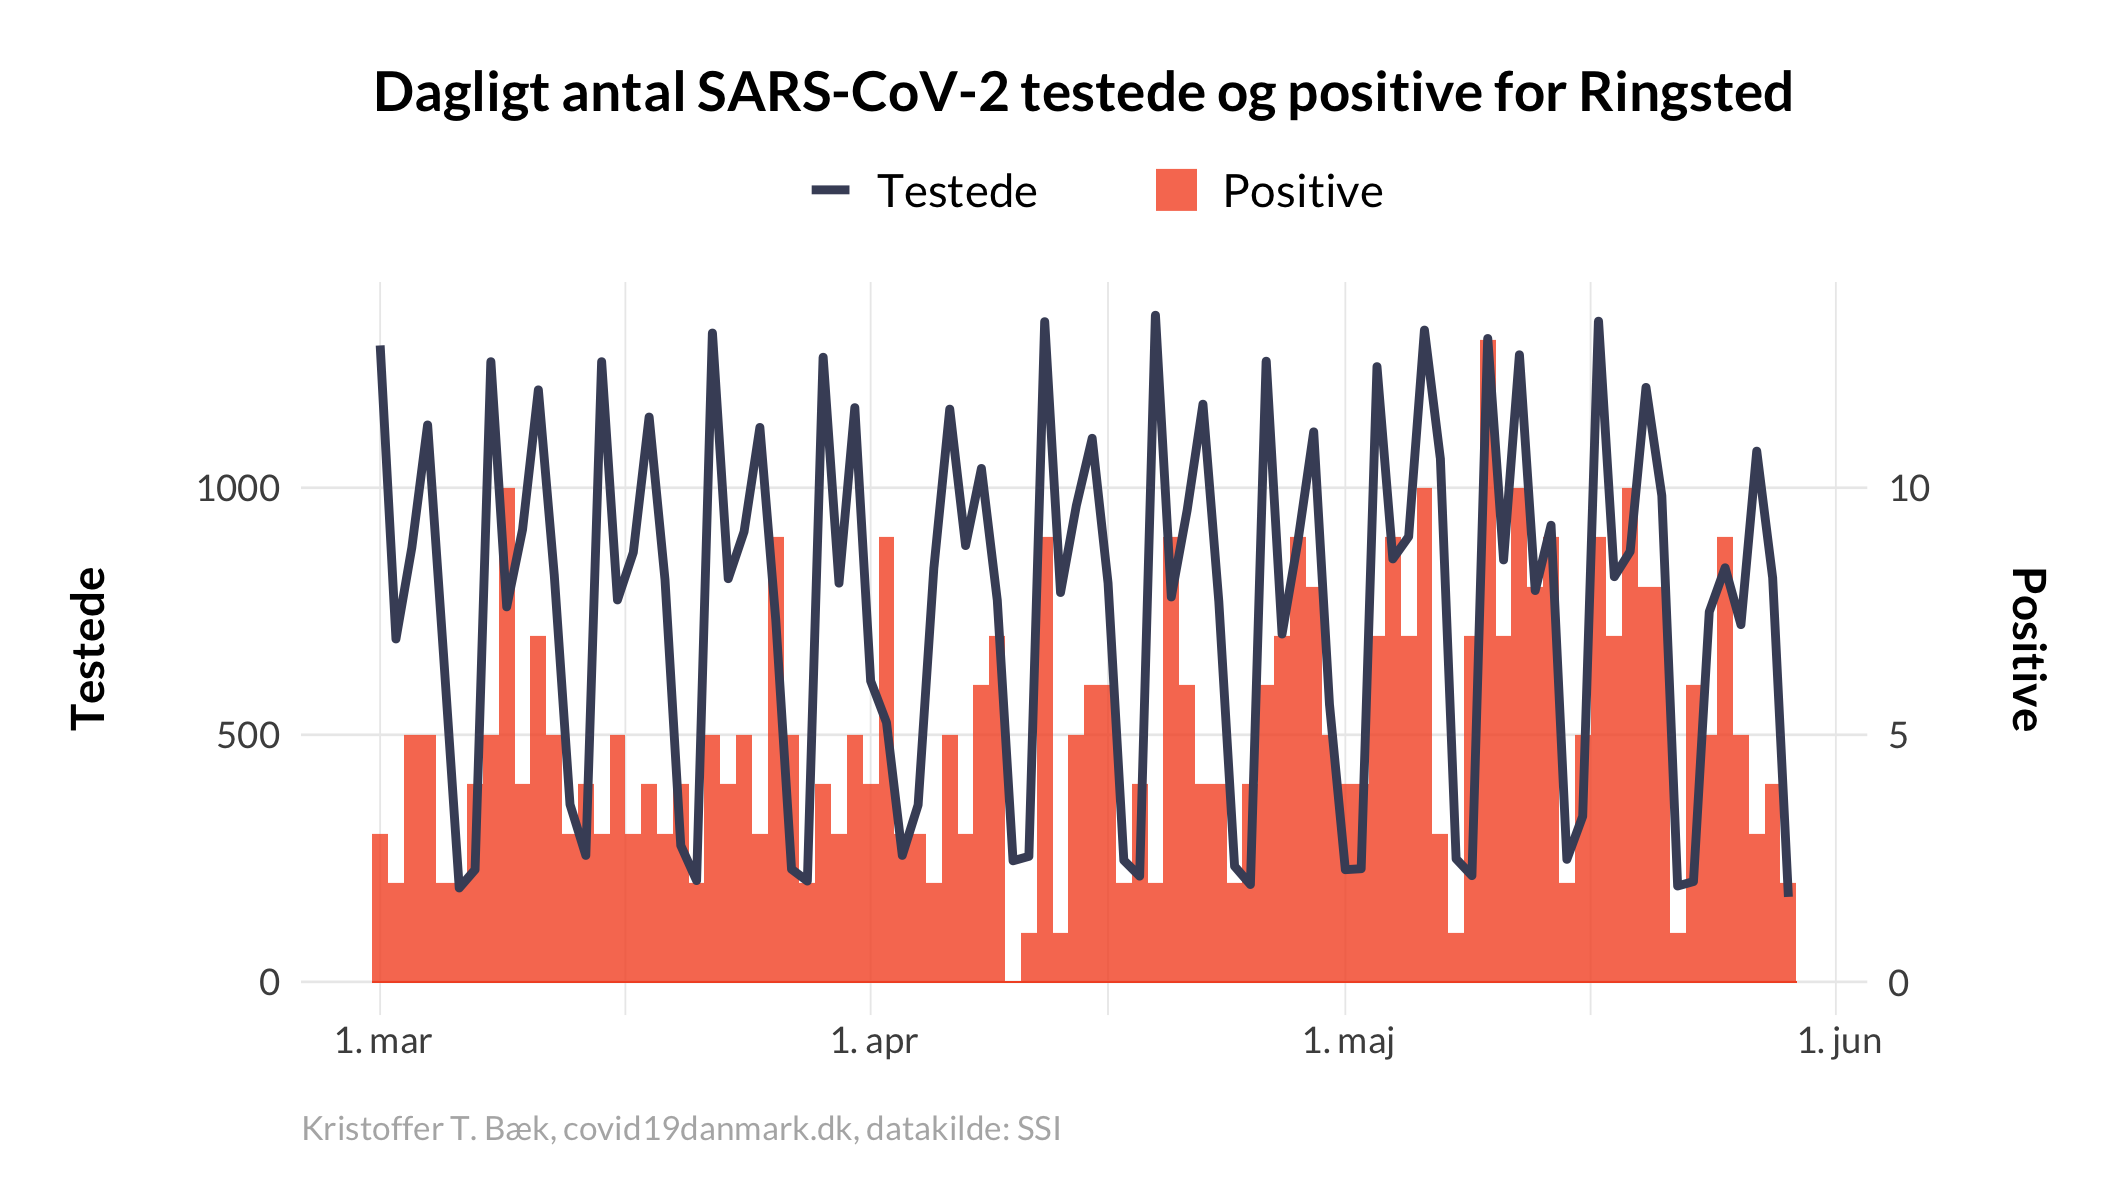 Dagligt antal SARS-CoV-2 testede og positive for Ringsted
Testede
Positive
Testede
1000
500
0
10
5
0
Positive
1. mar
1. apr
1. maj
1. jun
Kristoffer T. Bæk, covid19danmark.dk, datakilde: SSI